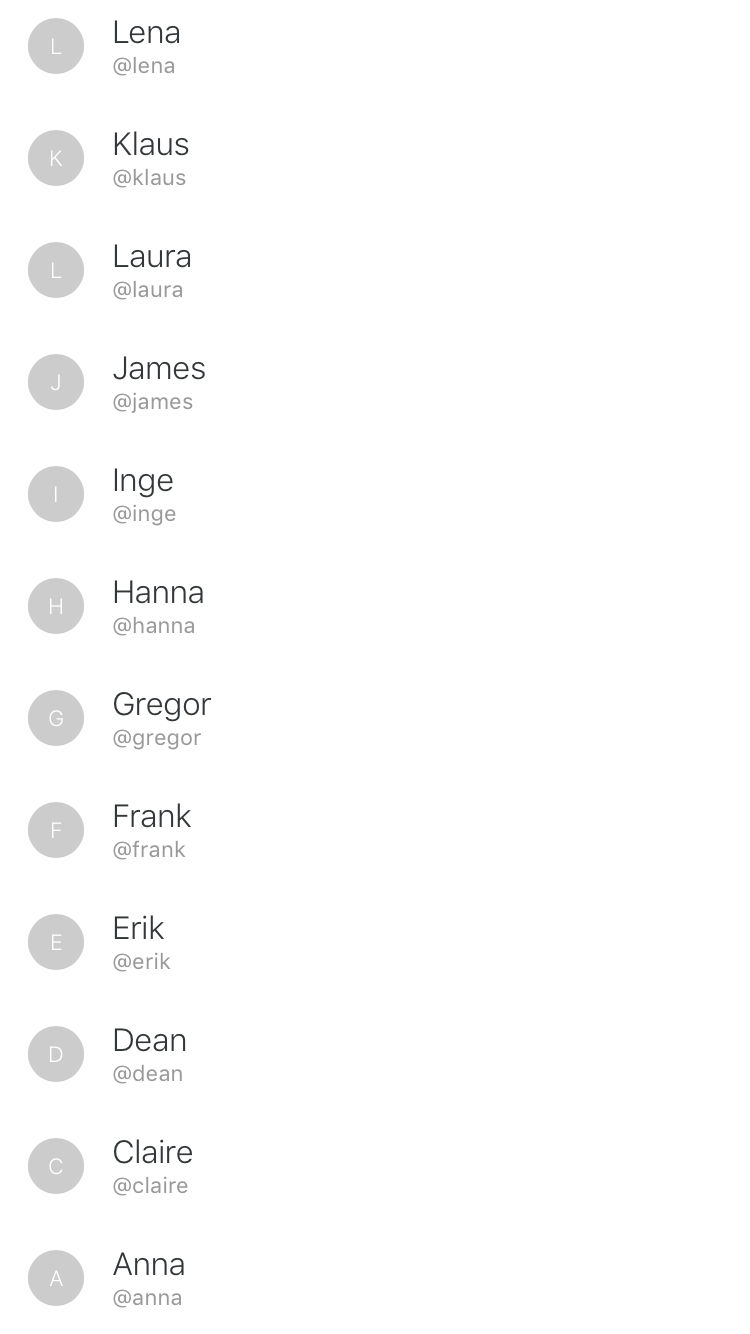 L
Lena
@lena
K
Klaus
@klaus
L
Laura
@laura
J
James
@james
I
Inge
@inge
H
Hanna
@hanna
G
Gregor
@gregor
F
Frank
@frank
E
Erik
@erik
D
Dean
@dean
C
Claire
@claire
A
Anna
@anna